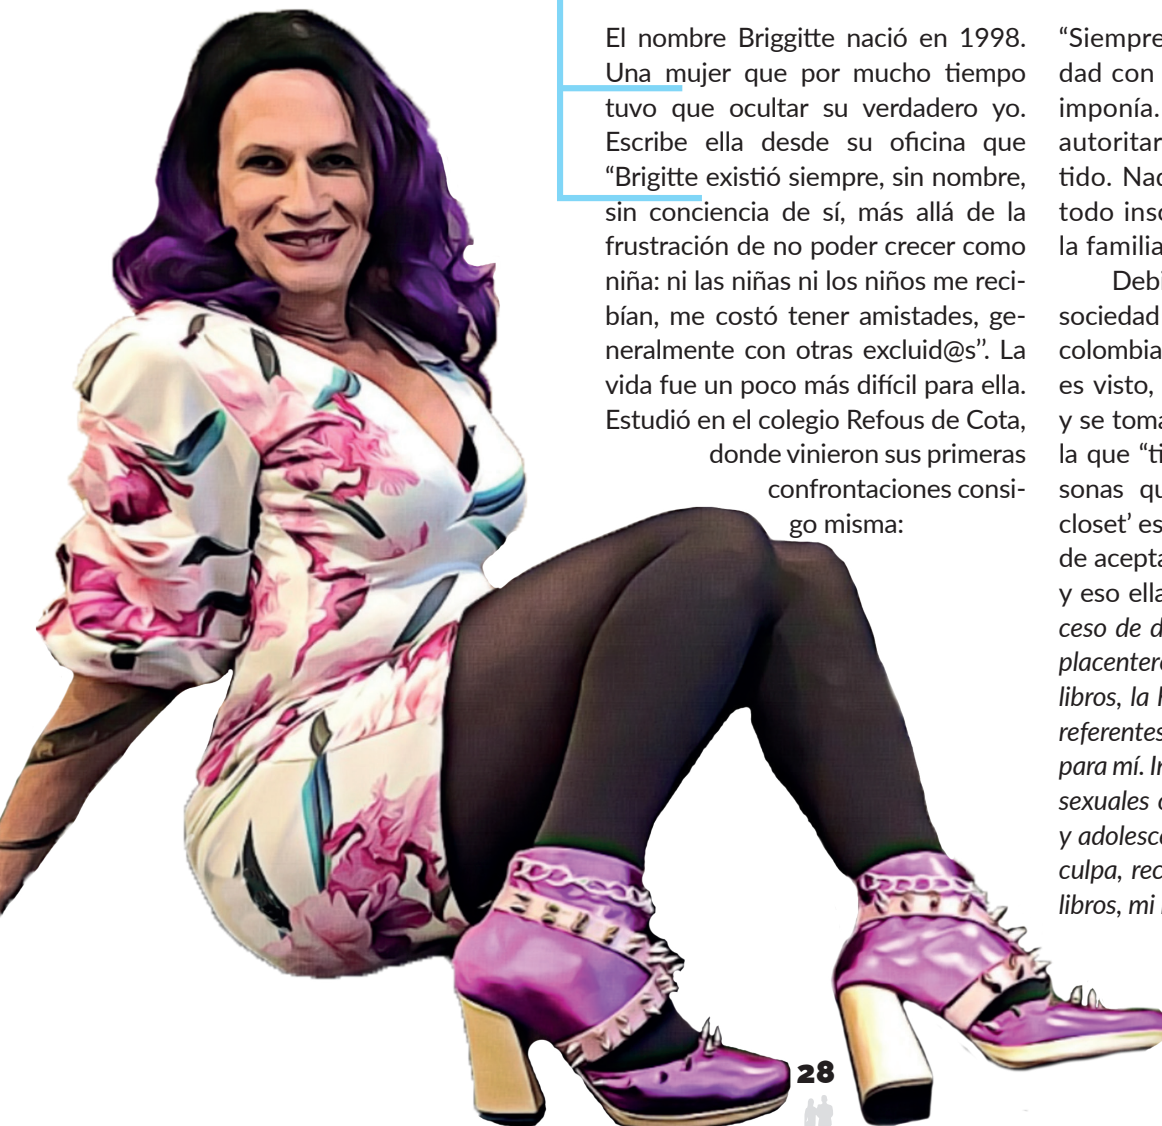 El nombre Briggitte nació en 1998.
Una mujer que por mucho tiempo
tuvo que ocultar su verdadero yo.
Escribe ella desde su oficina que
“Brigitte existió siempre, sin nombre,
sin conciencia de sí, más allá de la
frustración de no poder crecer como
niña: ni las niñas ni los niños me reci-
bían, me costó tener amistades, ge-
neralmente con otras excluid@s”. La
vida fue un poco más difícil para ella.
Estudió en el colegio Refous de Cota,
donde vinieron sus primeras
confrontaciones consi-
go misma:
“Siempre
dad con
imponía.
autoritar
tido. Nad
todo inso
la familia
Debi
sociedad
colombia
es visto,
y se toma
la que “ti
sonas qu
closet’ es
de acepta
y eso ella
ceso de d
placentero
libros, la h
referentes
para mí. Ir
sexuales o
y adolesce
culpa, rec
libros, mi
28